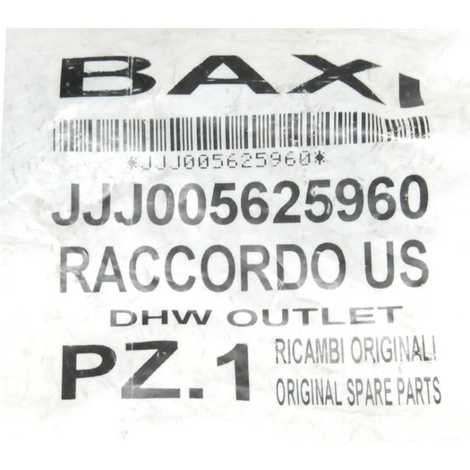 BAXI
*JJJ005625960*
JJJ005625960
RACCORDO US
DHW OUTLET
PZ.1
RICAMBI ORIGINALI
ORIGINAL SPARE PARTS